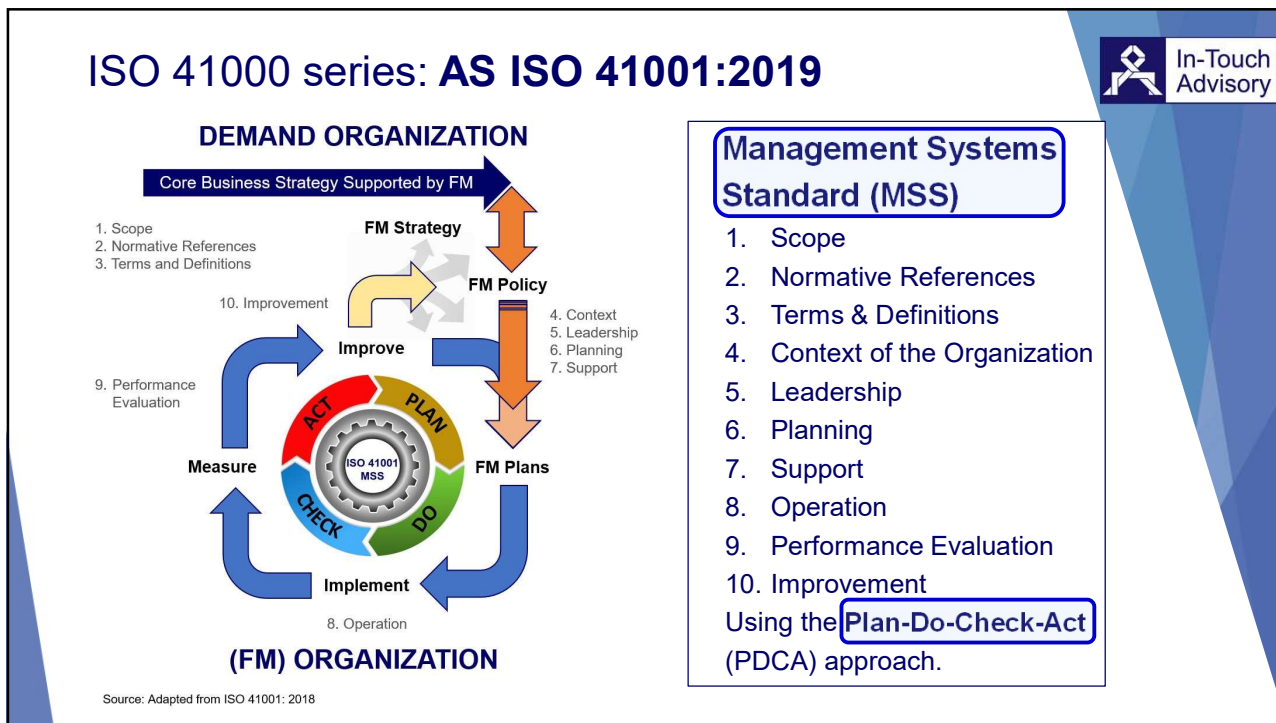 ISO 41000 series: AS ISO 41001:2019
In-Touch
Advisory
DEMAND ORGANIZATION
Core Business Strategy Supported by FM
1. Scope
2. Normative References
3. Terms and Definitions
FM Strategy
FM Policy
10. Improvement
4. Context
5. Leadership
6. Planning
7. Support
Improve
9. Performance
Evaluation
ACT
PLAN
ISO 41001
MSS
Measure
FM Plans
CHECK
DO
Implement
8. Operation
(FM) ORGANIZATION
Source: Adapted from ISO 41001: 2018
Management Systems
Standard (MSS)
1. Scope
2. Normative References
3. Terms & Definitions
4. Context of the Organization
5. Leadership
6. Planning
7. Support
8. Operation
9. Performance Evaluation
10. Improvement
Using the Plan-Do-Check-Act
(PDCA) approach.